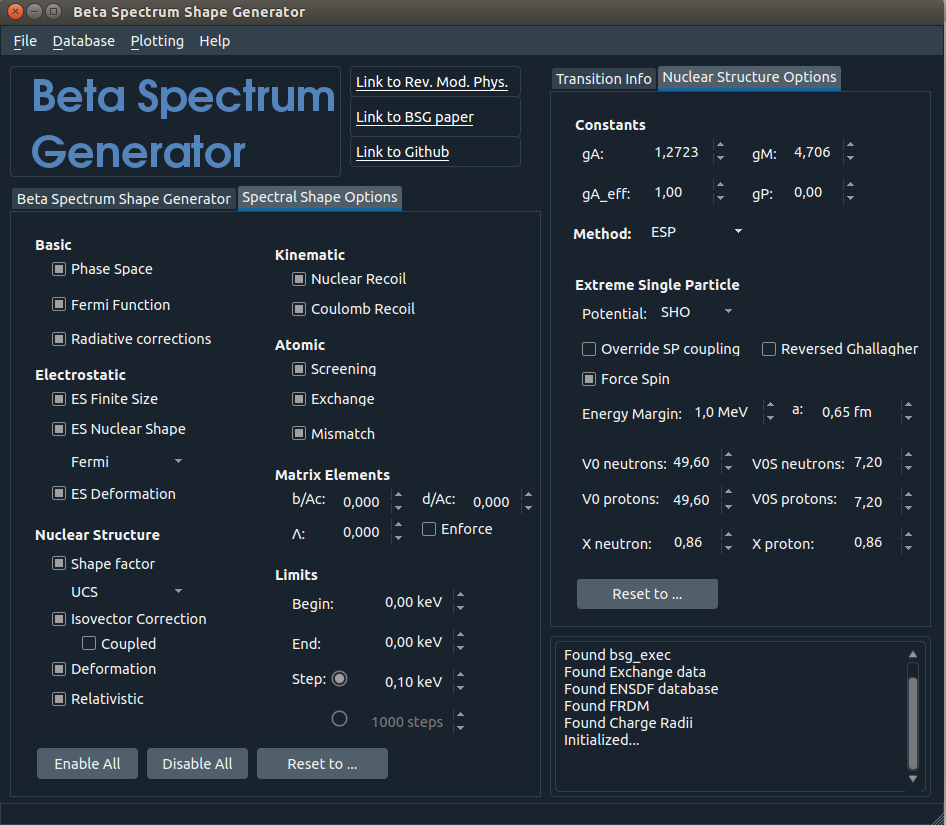 Beta Spectrum Shape Generator
File Database Plotting Help
Beta Spectrum
Generator
Link to Rev. Mod. Phys.
Link to BSG paper
Link to Github
Beta Spectrum Shape Generator Spectral Shape Options
Basic
Phase Space
Fermi Function
Radiative corrections
Electrostatic
ES Finite Size
ES Nuclear Shape
Fermi
ES Deformation
Nuclear Structure
Shape factor
UCS
Isovector Correction
Coupled
Deformation
Relativistic
Kinematic
Nuclear Recoil
Coulomb Recoil
Atomic
Screening
Exchange
Mismatch
Matrix Elements
b/Ac: 0,000 d/Ac: 0,000
Λ: 0,000 Enforce
Limits
Begin: 0,00 keV
End: 0,00 keV
Step: 0,10 keV
1000 steps
Enable All Disable All Reset to ...
Transition Info Nuclear Structure Options
Constants
gA: 1,2723 gM: 4,706
gA_eff: 1,00 gP: 0,00
Method: ESP
Extreme Single Particle
Potential: SHO
Override SP coupling Reversed Ghallagher
Force Spin
Energy Margin: 1,0 MeV a: 0,65 fm
V0 neutrons: 49,60 V0S neutrons: 7,20
V0 protons: 49,60 V0S protons: 7,20
X neutron: 0,86 X proton: 0,86
Reset to ...
Found bsg_exec
Found Exchange data
Found ENSDF database
Found FRDM
Found Charge Radii
Initialized...